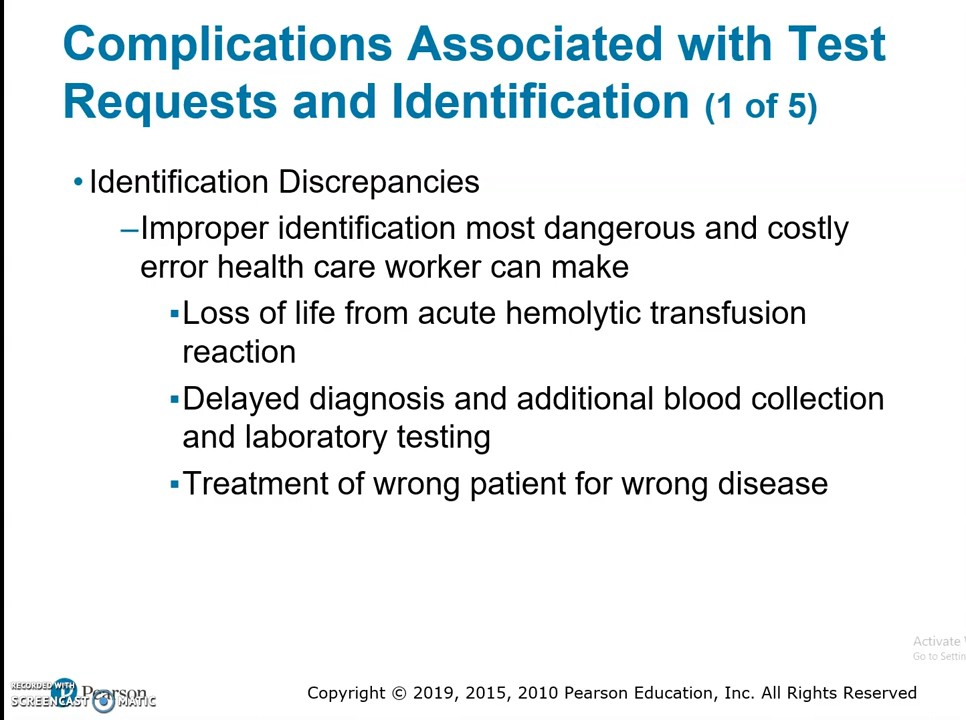 Complications Associated with Test
Requests and Identification (1 of 5)
•Identification Discrepancies
–Improper identification most dangerous and costly
error health care worker can make
▪Loss of life from acute hemolytic transfusion
reaction
▪Delayed diagnosis and additional blood collection
and laboratory testing
▪Treatment of wrong patient for wrong disease
Activate
Go to Settin
RECORDED WITH
SCREENCAST MATIC
Pearson
Copyright © 2019, 2015, 2010 Pearson Education, Inc. All Rights Reserved